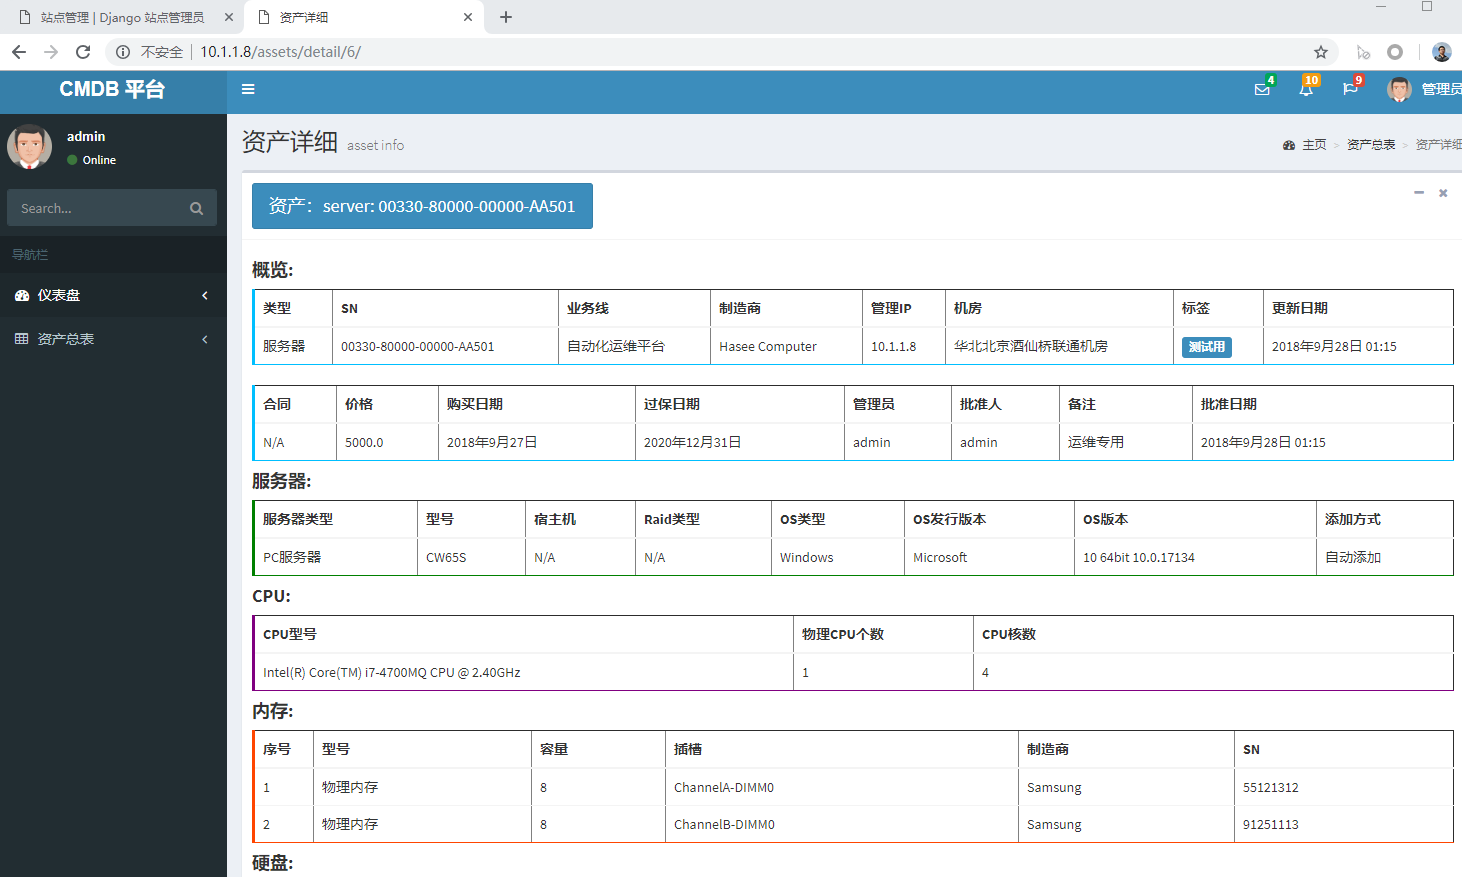 站点管理 | Django 站点管理员
资产详细
不安全 10.1.1.8/assets/detail/6/
CMDB 平台
4 10 9 管理员
admin
Online
Search...
导航栏
仪表盘
资产总表
资产详细 asset info
主页 > 资产总表 > 资产详细
资产：server: 00330-80000-00000-AA501
概览:
类型 SN 业务线 制造商 管理IP 机房 标签 更新日期
服务器 00330-80000-00000-AA501 自动化运维平台 Hasee Computer 10.1.1.8 华北北京酒仙桥联通机房 测试用 2018年9月28日 01:15
合同 价格 购买日期 过保日期 管理员 批准人 备注 批准日期
N/A 5000.0 2018年9月27日 2020年12月31日 admin admin 运维专用 2018年9月28日 01:15
服务器:
服务器类型 型号 宿主机 Raid类型 OS类型 OS发行版本 OS版本 添加方式
PC服务器 CW65S N/A N/A Windows Microsoft 10 64bit 10.0.17134 自动添加
CPU:
CPU型号 物理CPU个数 CPU核数
Intel(R) Core(TM) i7-4700MQ CPU @ 2.40GHz 1 4
内存:
序号 型号 容量 插槽 制造商 SN
1 物理内存 8 ChannelA-DIMM0 Samsung 55121312
2 物理内存 8 ChannelB-DIMM0 Samsung 91251113
硬盘: